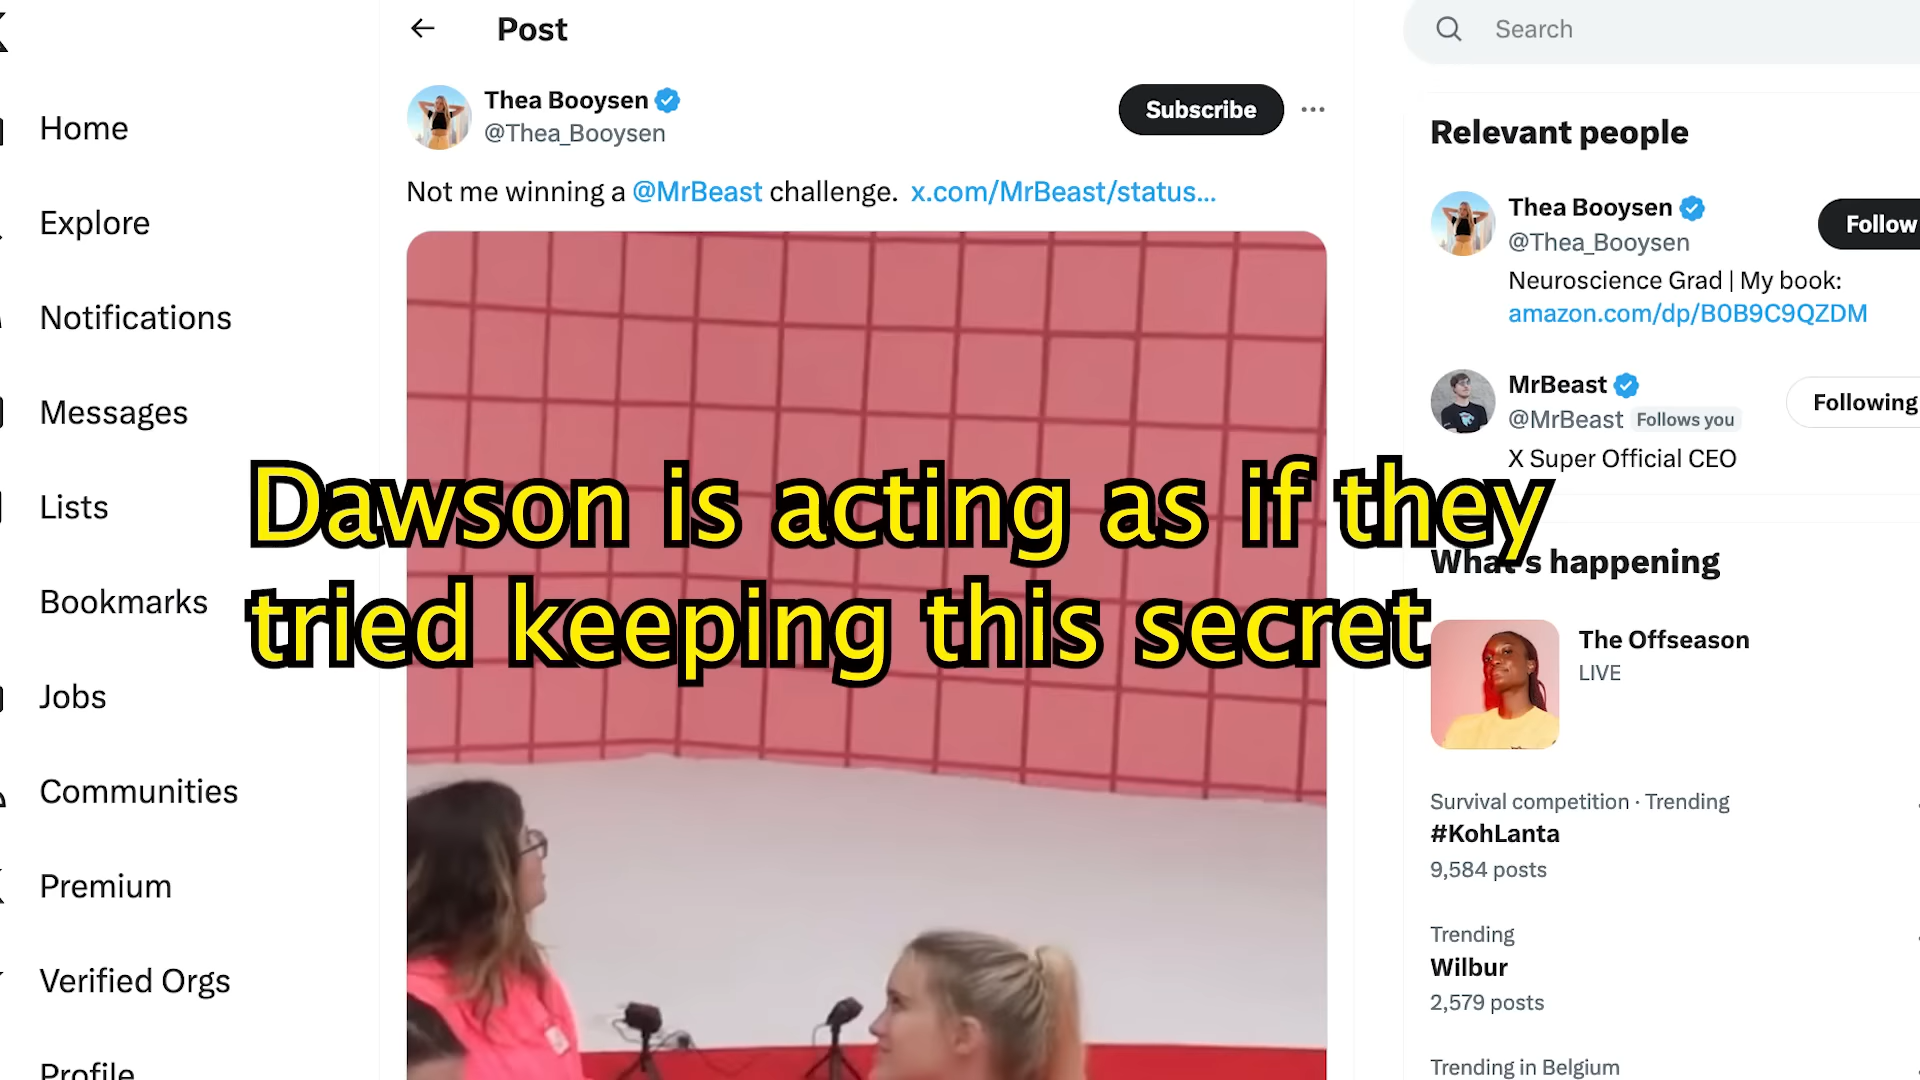 Home
Explore
Notifications
Messages
Lists
Bookmarks
Jobs
Communities
Premium
Verified Orgs
Profile
Post
Thea Booysen
@Thea_Booysen
Subscribe
Not me winning a @MrBeast challenge. x.com/MrBeast/status...
Dawson is acting as if they
tried keeping this secret
Search
Relevant people
Thea Booysen
@Thea_Booysen
Follow
Neuroscience Grad | My book:
amazon.com/dp/B0B9C9QZDM
MrBeast
@MrBeast Follows you
Following
X Super Official CEO
What's happening
The Offseason
LIVE
Survival competition · Trending
#KohLanta
9,584 posts
Trending
Wilbur
2,579 posts
Trending in Belgium